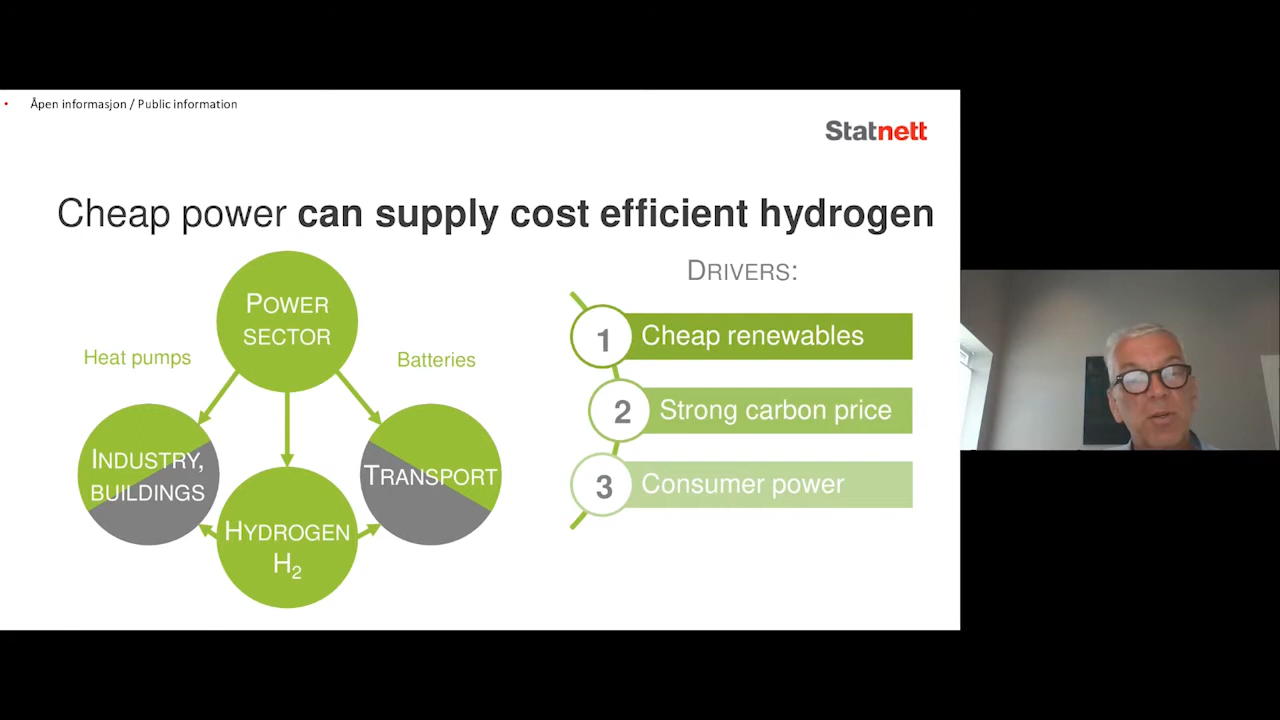 • Åpen informasjon / Public information
Statnett
Cheap power can supply cost efficient hydrogen
POWER
SECTOR
Heat pumps
Batteries
INDUSTRY,
BUILDINGS
TRANSPORT
HYDROGEN
H₂
DRIVERS:
1 Cheap renewables
2 Strong carbon price
3 Consumer power